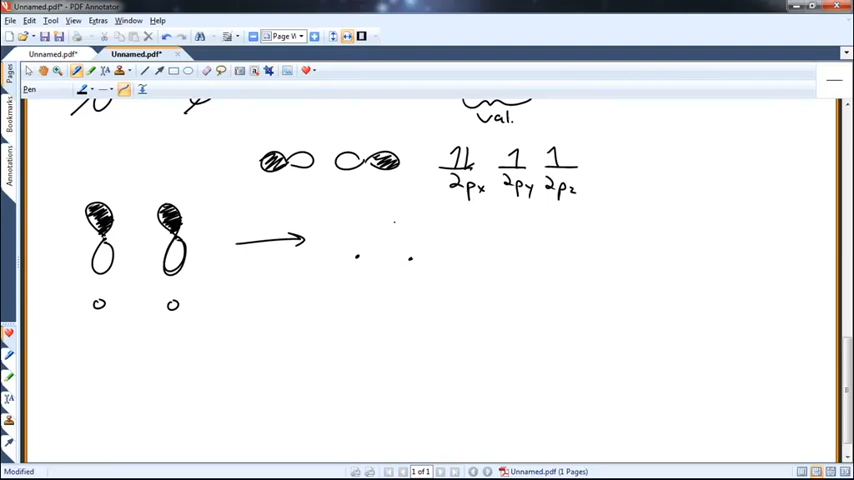 Unnamed.pdf* - PDF Annotator
File Edit Tool View Extras Window Help
Page W
Unnamed.pdf* Unnamed.pdf*
Pen
Pages
Bookmarks
Annotations
val.
2px 2py 2pz
O O
Modified
1 of 1
Unnamed.pdf (1 Pages)